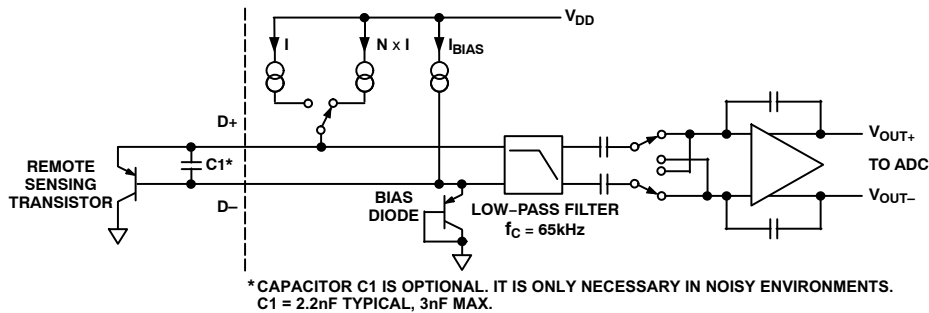 V_DD
I
N x I
I_BIAS
D+
C1*
REMOTE
SENSING
TRANSISTOR
D–
BIAS
DIODE
LOW–PASS FILTER
f_C = 65kHz
V_OUT+
TO ADC
V_OUT–
* CAPACITOR C1 IS OPTIONAL. IT IS ONLY NECESSARY IN NOISY ENVIRONMENTS.
C1 = 2.2nF TYPICAL, 3nF MAX.